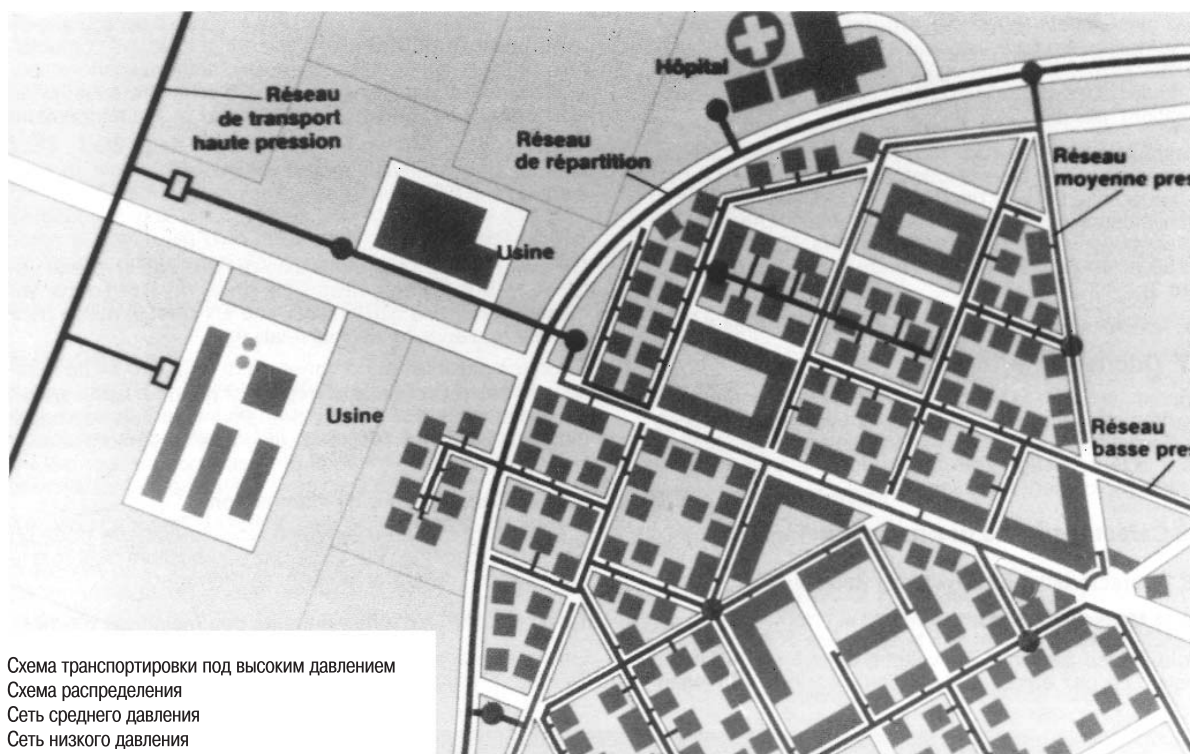 Hôpital
Réseau
de transport
haute pression
Réseau
de répartition
Réseau
moyenne pres
Usine
Usine
Réseau
basse pres
Схема транспортировки под высоким давлением
Схема распределения
Сеть среднего давления
Сеть низкого давления